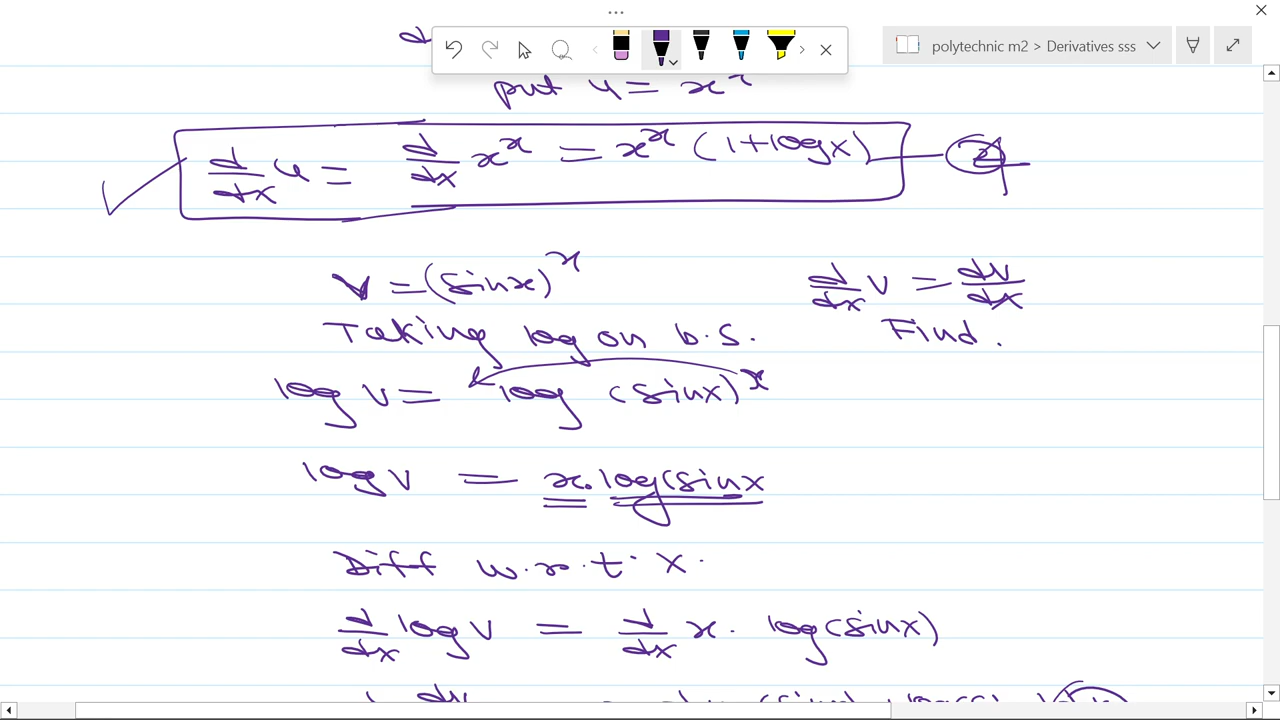 polytechnic m2 > Derivatives sss
put u = x^x
d/dx u = d/dx x^x = x^x (1+logx)
v = (sinx)^x d/dx v = dv/dx
Taking log on b.s. Find.
log v = log (sinx)^x
log v = x.log(sinx
Diff w.r.t. x.
d/dx log v = d/dx x. log(sinx)